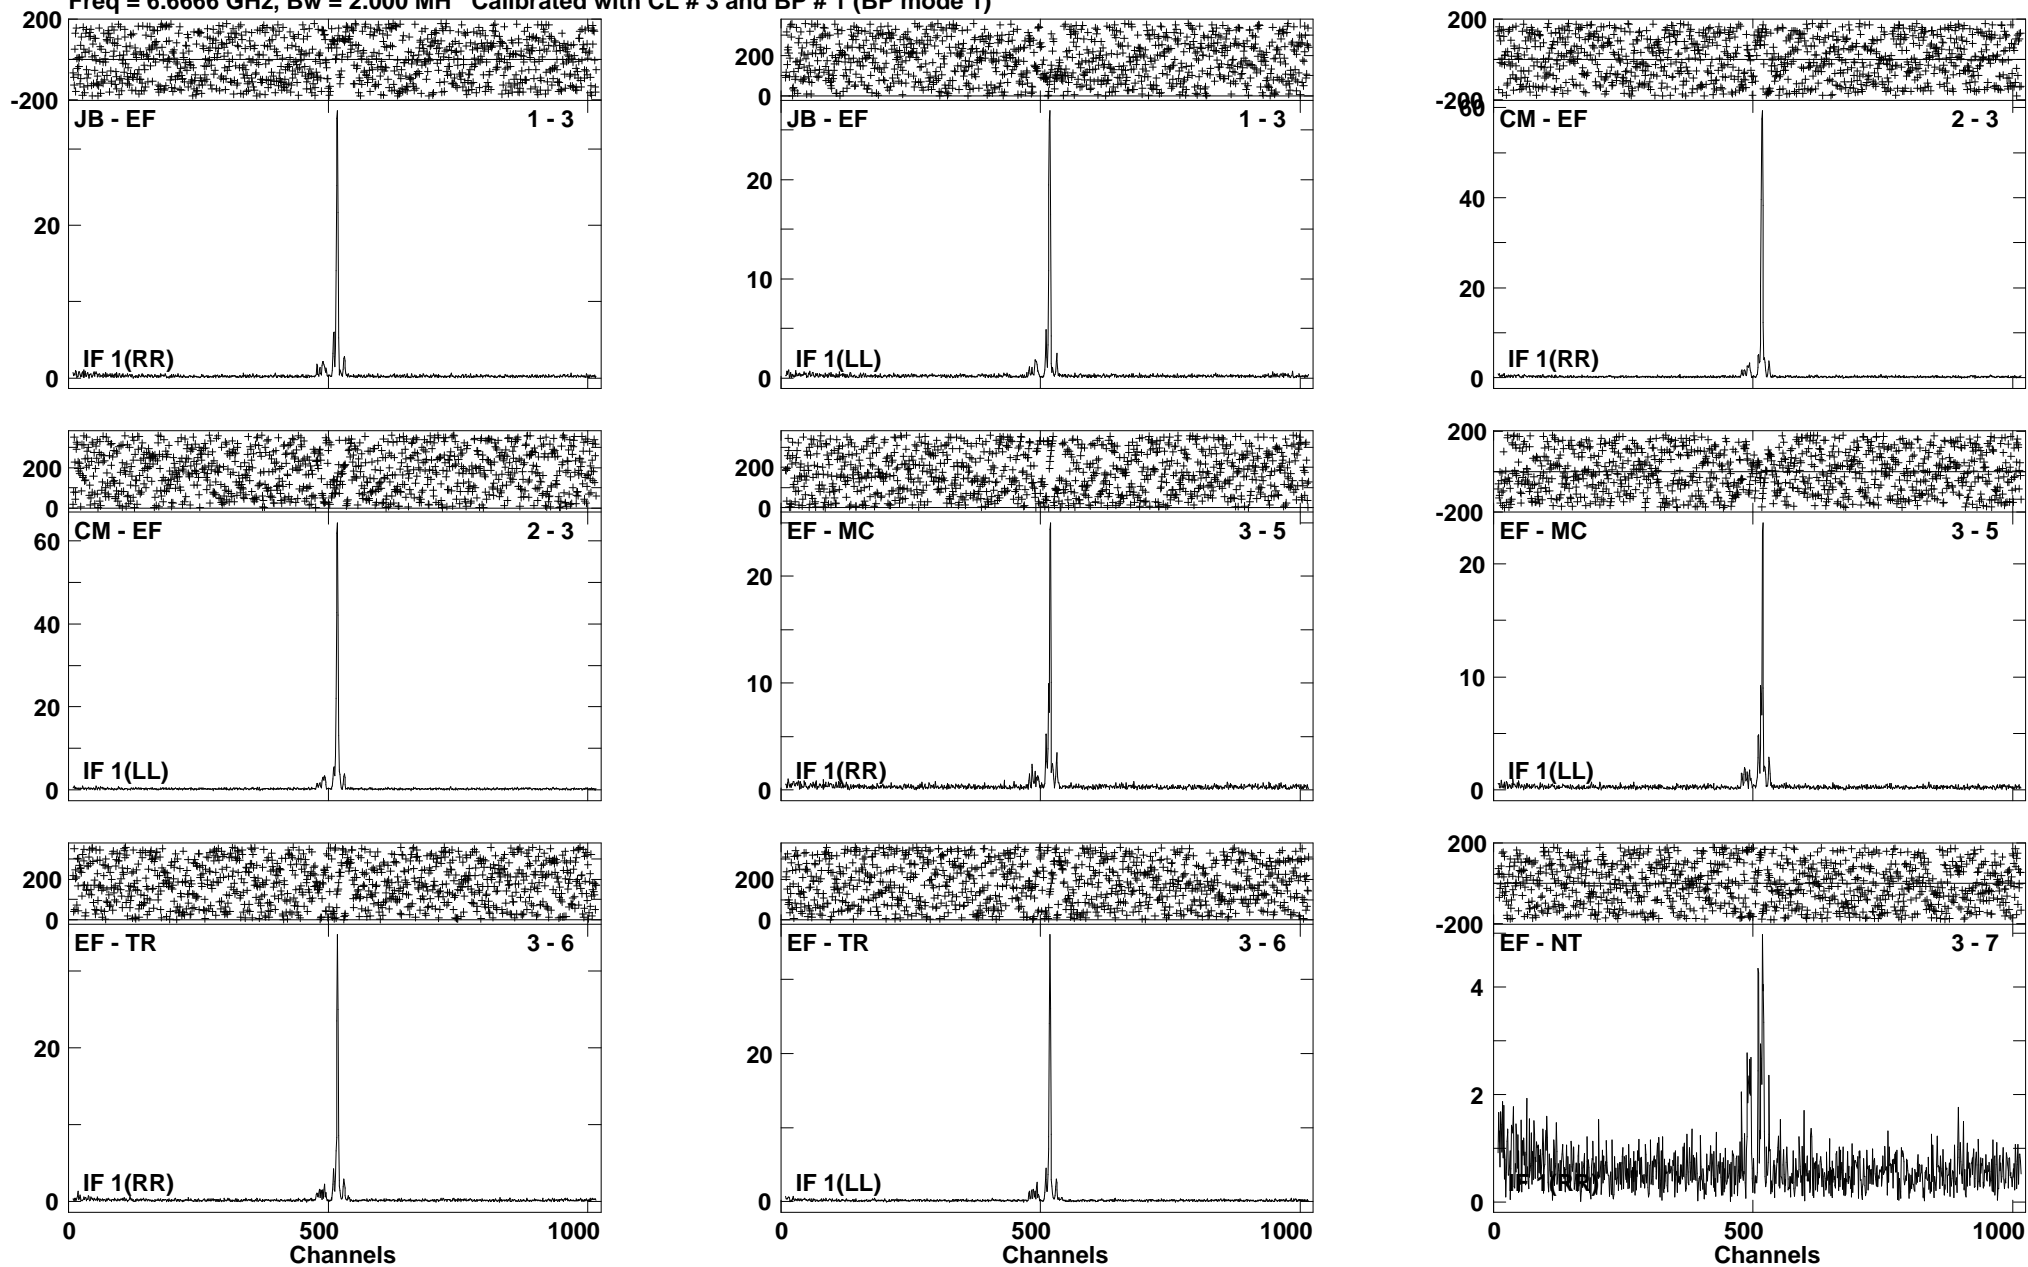 Freq = 6.6666 GHz, Bw = 2.000 MH Calibrated with CL # 3 and BP # 1 (BP mode 1)
200
-200
JB - EF 1 - 3
20
IF 1(RR)
0
200
0
JB - EF 1 - 3
20
10
IF 1(LL)
0
200
-200
60
CM - EF 2 - 3
40
20
IF 1(RR)
0
200
0
CM - EF 2 - 3
60
40
20
IF 1(LL)
0
200
0
EF - MC 3 - 5
20
10
IF 1(RR)
0
200
-200
EF - MC 3 - 5
20
10
IF 1(LL)
0
200
0
EF - TR 3 - 6
20
IF 1(RR)
0
0 500 1000
Channels
200
0
EF - TR 3 - 6
20
IF 1(LL)
0
0 500 1000
Channels
200
-200
EF - NT 3 - 7
4
2
IF 1(RR)
0
0 500 1000
Channels